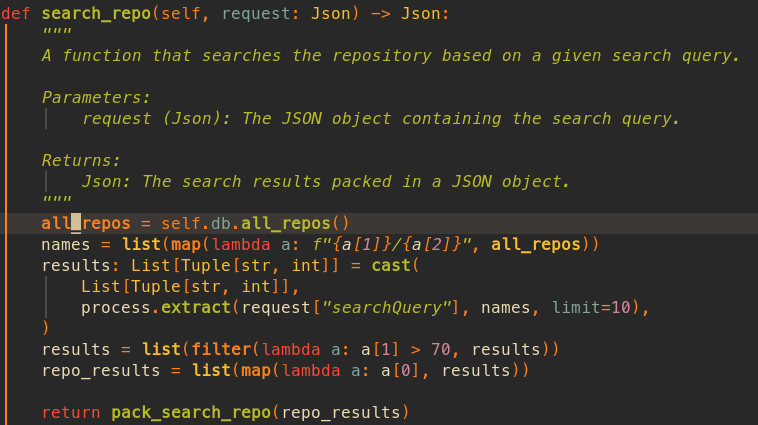 def search_repo(self, request: Json) -> Json:
    """
    A function that searches the repository based on a given search query.

    Parameters:
        request (Json): The JSON object containing the search query.

    Returns:
        Json: The search results packed in a JSON object.
    """
    all_repos = self.db.all_repos()
    names = list(map(lambda a: f"{a[1]}/{a[2]}", all_repos))
    results: List[Tuple[str, int]] = cast(
        List[Tuple[str, int]],
        process.extract(request["searchQuery"], names, limit=10),
    )
    results = list(filter(lambda a: a[1] > 70, results))
    repo_results = list(map(lambda a: a[0], results))

    return pack_search_repo(repo_results)